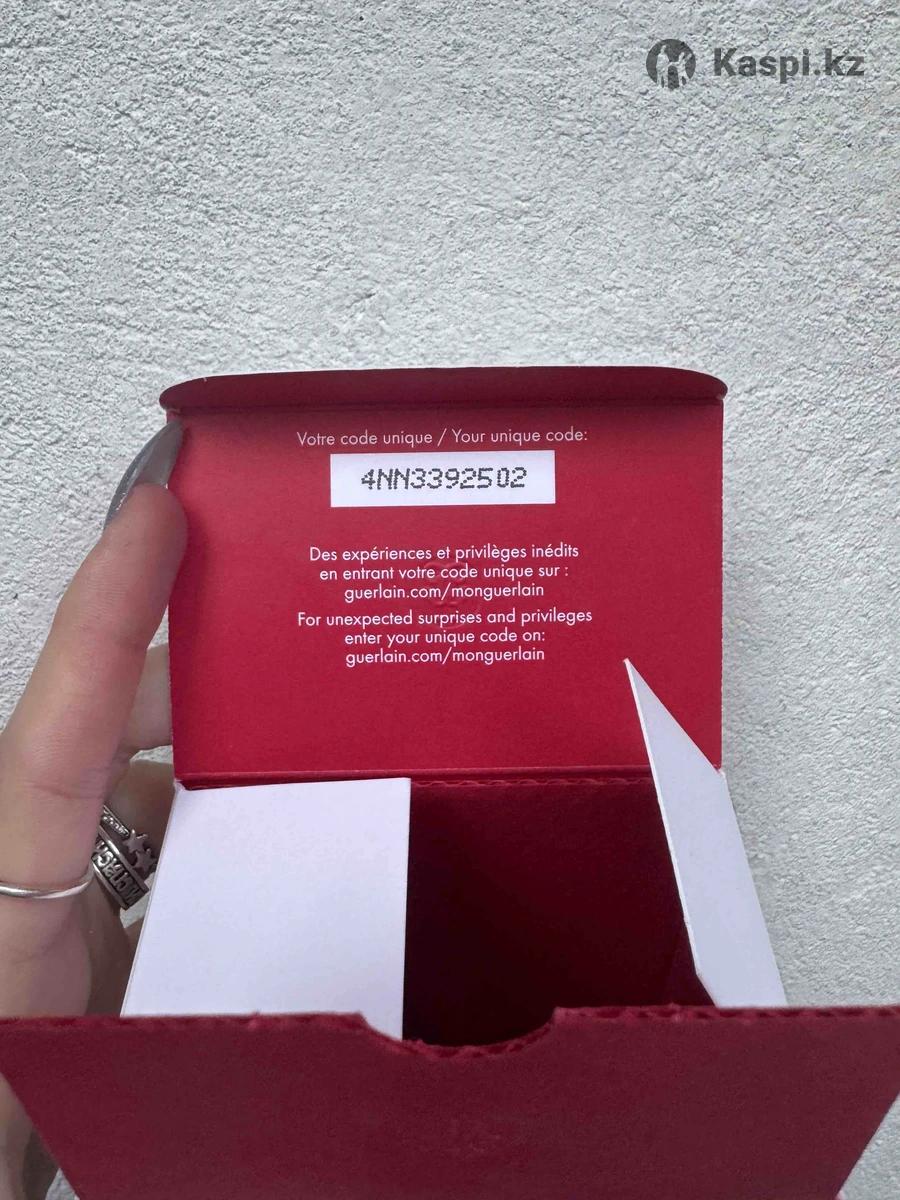 Kaspi.kz
Votre code unique / Your unique code:
4NN3392502
Des expériences et privilèges inédits
en entrant votre code unique sur :
guerlain.com/monguerlain
For unexpected surprises and privileges
enter your unique code on:
guerlain.com/monguerlain